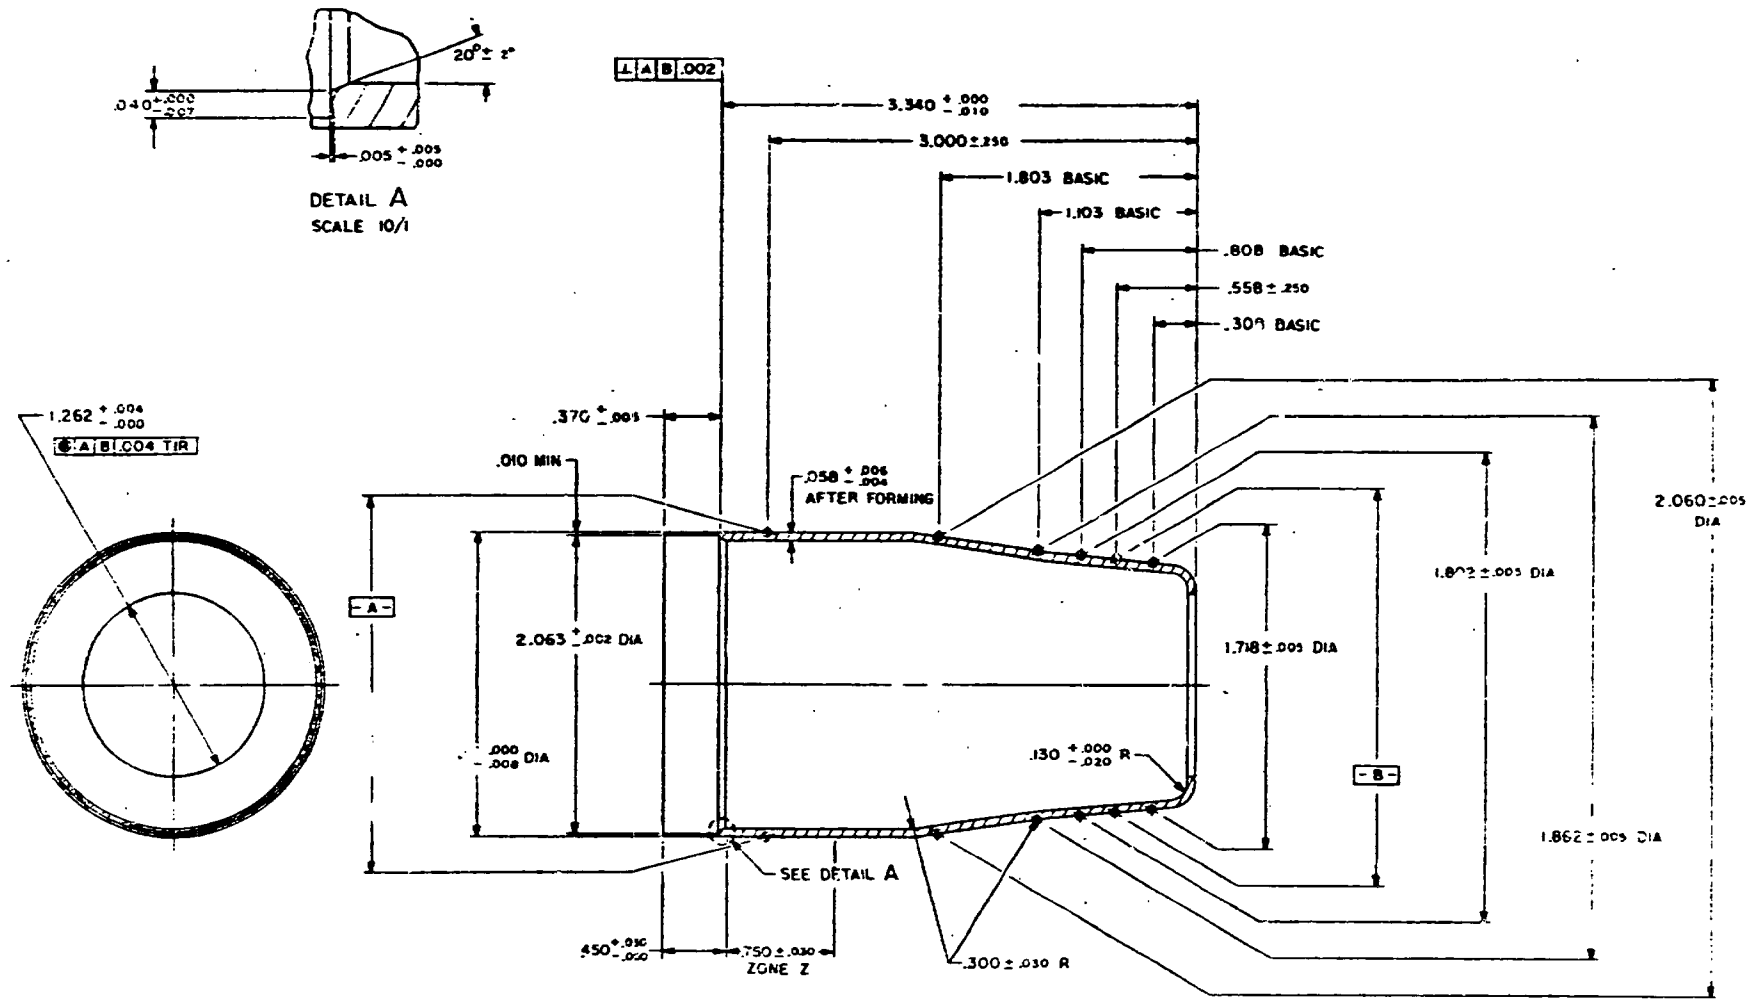 20° ± 2°
.040 +.000 -.007
.005 +.005 -.000
DETAIL A
SCALE 10/1
⊥ A B .002
3.340 +.000 -.010
3.000 ± .250
1.803 BASIC
1.103 BASIC
.808 BASIC
.558 ± .250
BASIC
1.262 +.004 -.000
A B .004 TIR
± .005
.010 MIN
.058 +.006 -.004
AFTER FORMING
2.060 ± .005
DIA
± .005 DIA
- A -
2.063 ± .002 DIA
± .005 DIA
.000 -.008 DIA
.130 +.000 -.020 R
- B -
1.862 ± .005 DIA
SEE DETAIL A
.450
.750 ± .030
ZONE Z
.300 ± .030 R